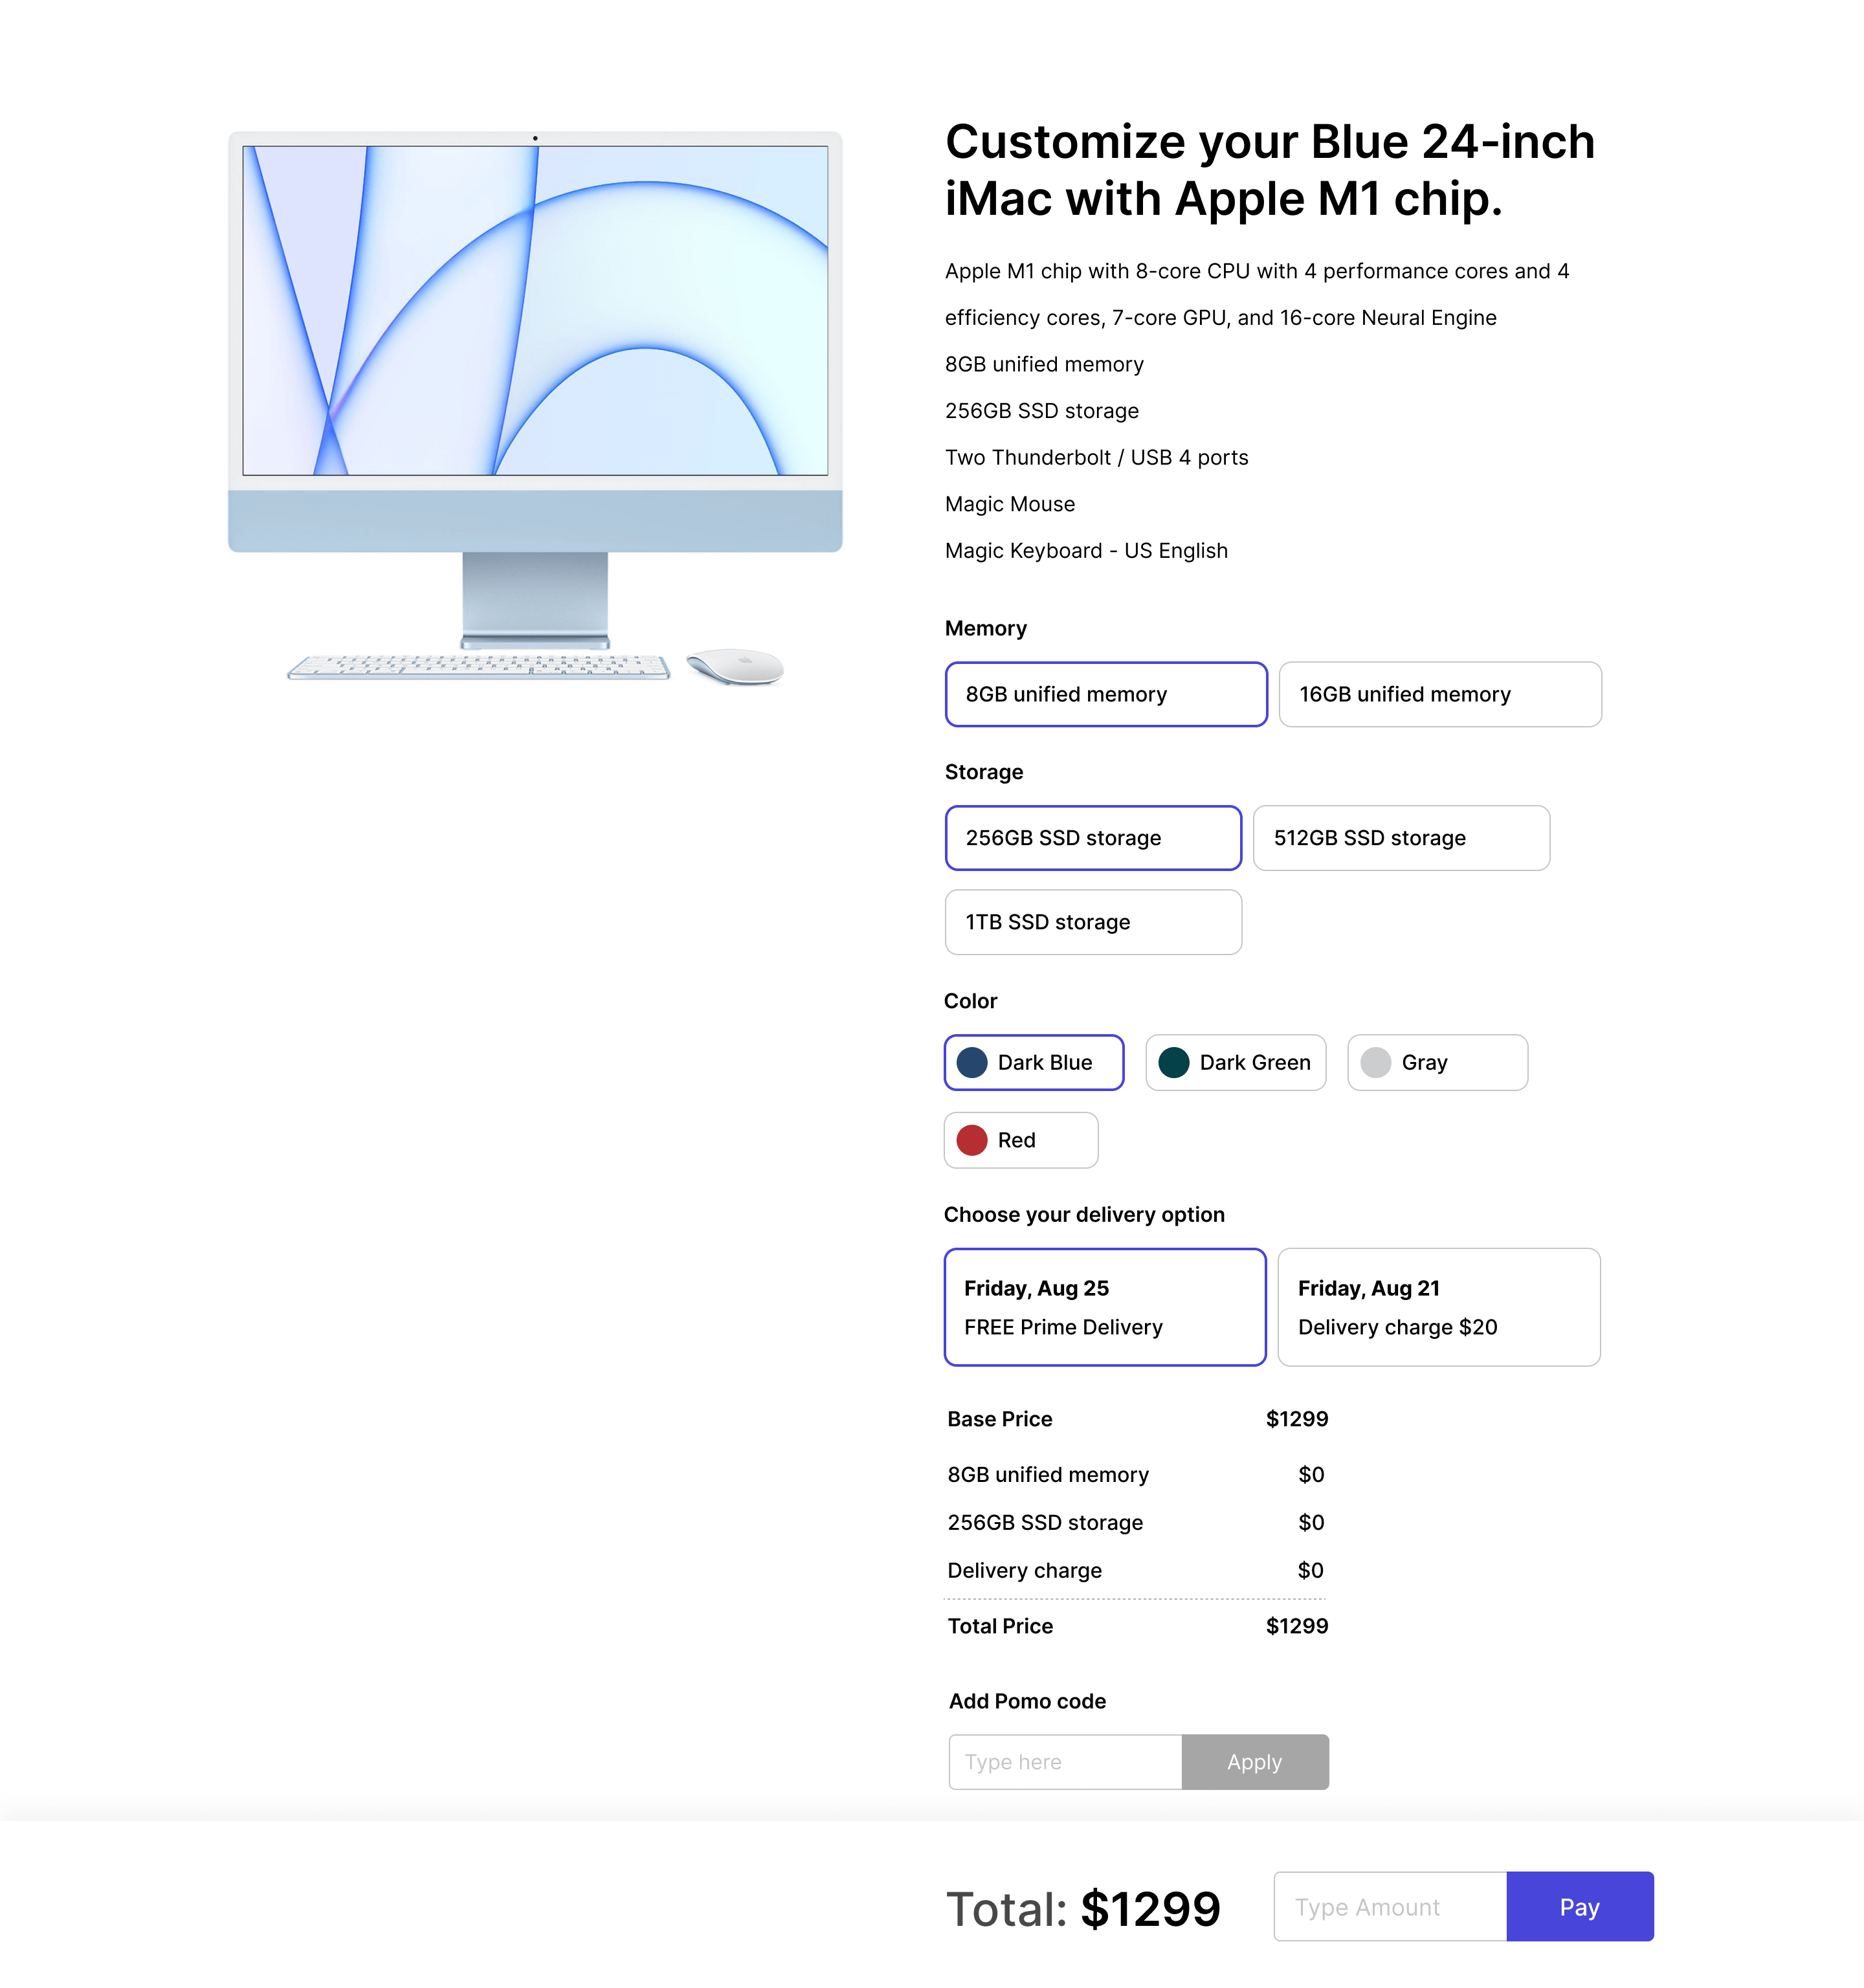 Customize your Blue 24-inch
iMac with Apple M1 chip.
Apple M1 chip with 8-core CPU with 4 performance cores and 4
efficiency cores, 7-core GPU, and 16-core Neural Engine
8GB unified memory
256GB SSD storage
Two Thunderbolt / USB 4 ports
Magic Mouse
Magic Keyboard - US English
Memory
8GB unified memory
16GB unified memory
Storage
256GB SSD storage
512GB SSD storage
1TB SSD storage
Color
Dark Blue
Dark Green
Gray
Red
Choose your delivery option
Friday, Aug 25
FREE Prime Delivery
Friday, Aug 21
Delivery charge $20
Base Price $1299
8GB unified memory $0
256GB SSD storage $0
Delivery charge $0
Total Price $1299
Add Pomo code
Type here
Apply
Total: $1299
Type Amount
Pay